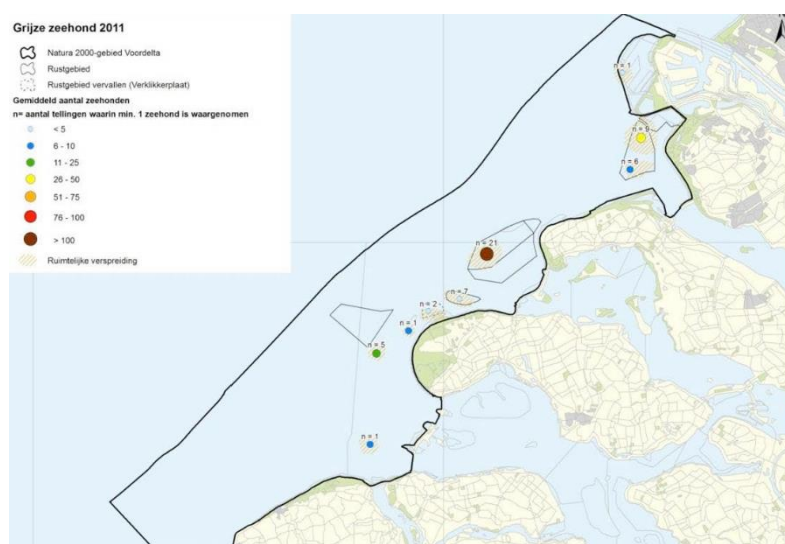 Grijze zeehond 2011
Natura 2000-gebied Voordelta
Rustgebied
Rustgebied vervallen (Verklikkerplaat)
Gemiddeld aantal zeehonden
n= aantal tellingen waarin min. 1 zeehond is waargenomen
< 5
6 - 10
11 - 25
26 - 50
51 - 75
76 - 100
> 100
Ruimtelijke verspreiding
n = 1
n = 9
n = 6
n = 21
n = 7
n = 2
n = 1
n = 5
n = 1